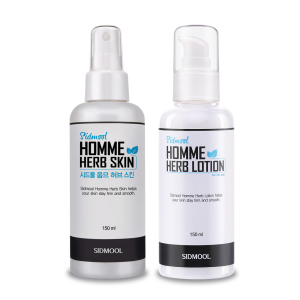 Sidmool
HOMME
HERB SKIN
시드물 옴므 허브 스킨
Sidmool Homme Herb Skin helps
your skin stay firm and smooth.
150 ml
SIDMOOL
Sidmool
HOMME
HERB LOTION
Sidmool Homme Herb Lotion helps
your skin stay firm and smooth.
150 ml
SIDMOOL